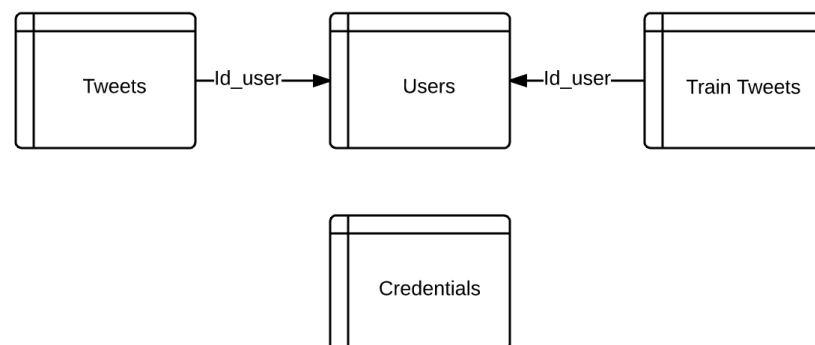 Tweets
Id_user
Users
Id_user
Train Tweets
Credentials